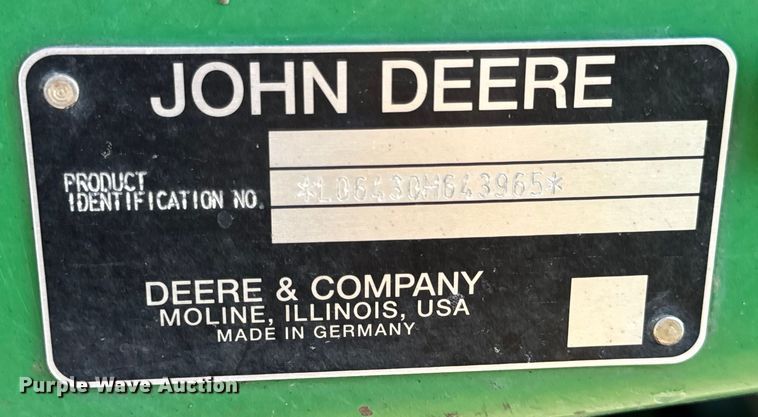 JOHN DEERE
PRODUCT
IDENTIFICATION NO.
*L06430H643965*
DEERE & COMPANY
MOLINE, ILLINOIS, USA
MADE IN GERMANY
Purple Wave Auction